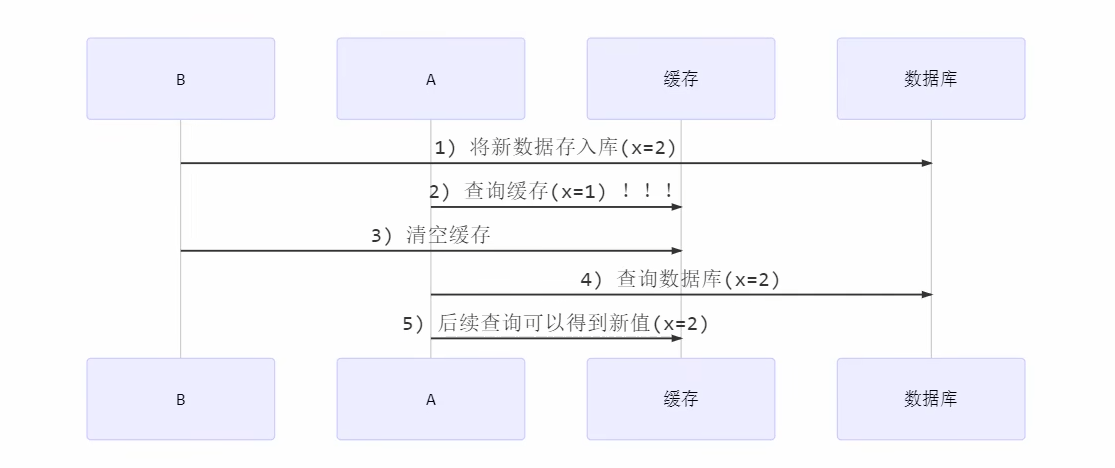 B
A
缓存
数据库
1) 将新数据存入库(x=2)
2) 查询缓存(x=1) ！！！
3) 清空缓存
4) 查询数据库(x=2)
5) 后续查询可以得到新值(x=2)
B
A
缓存
数据库